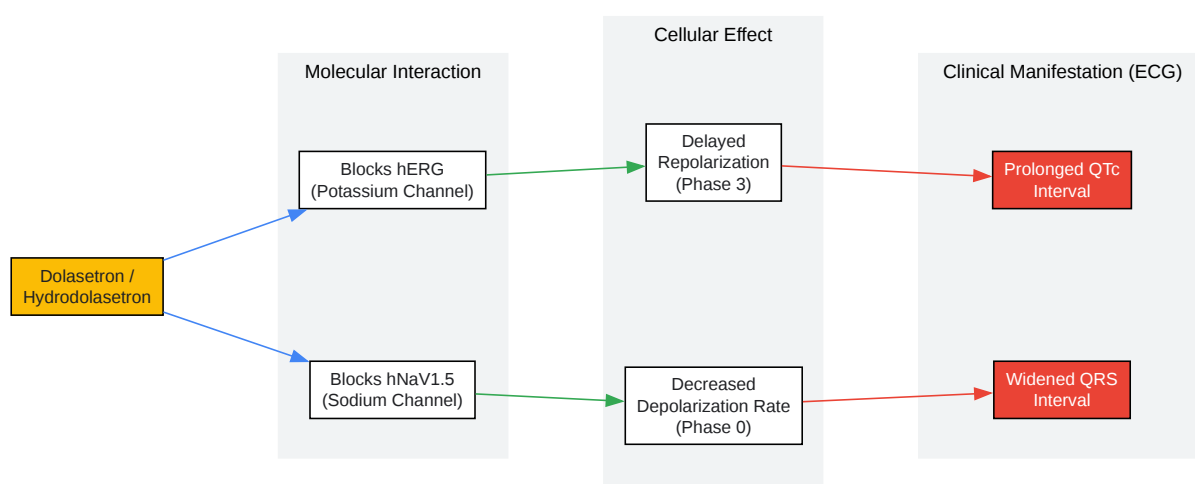 Cellular Effect
Molecular Interaction
Clinical Manifestation (ECG)
Dolasetron /
Hydrodolasetron
Blocks hERG
(Potassium Channel)
Delayed
Repolarization
(Phase 3)
Prolonged QTc
Interval
Blocks hNaV1.5
(Sodium Channel)
Decreased
Depolarization Rate
(Phase 0)
Widened QRS
Interval